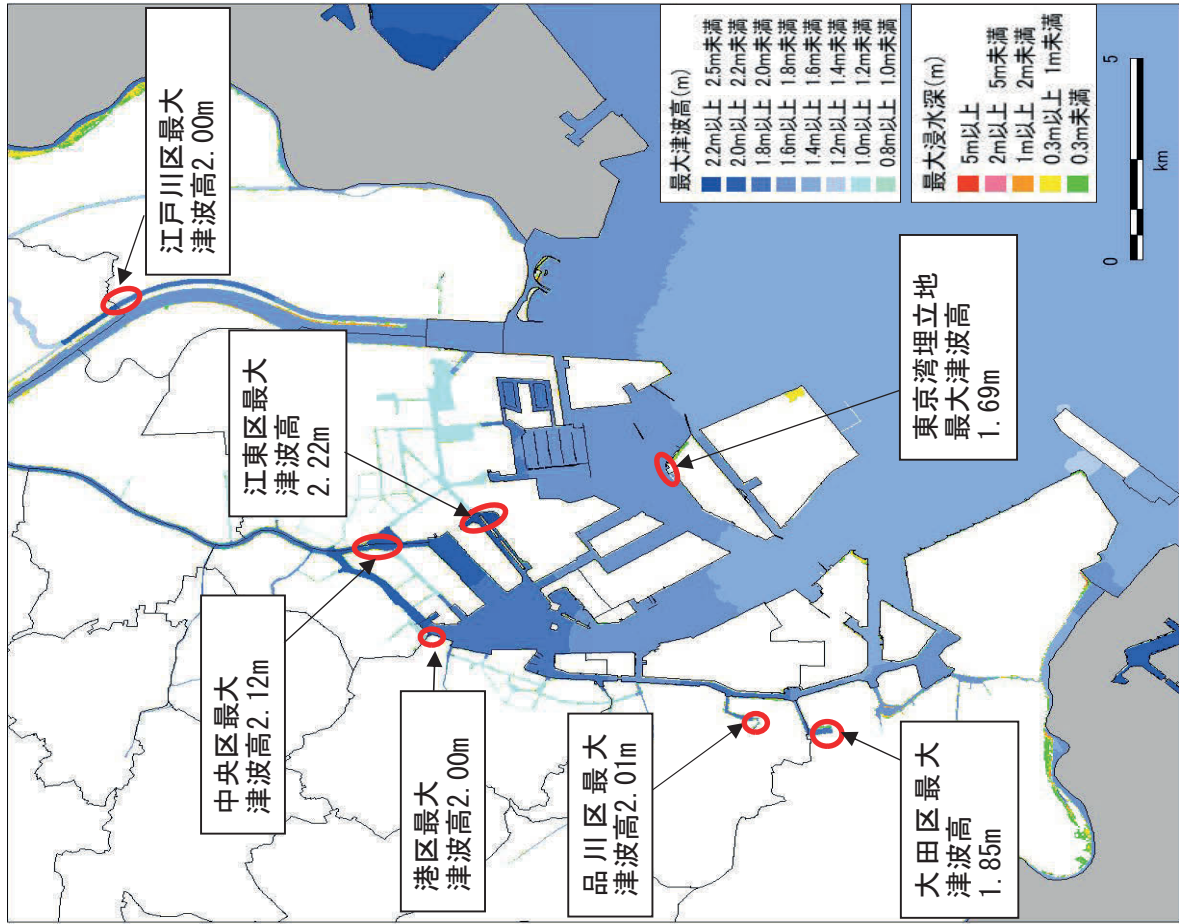 江戸川区最大
津波高2.00m
江東区最大
津波高
2.22m
中央区最大
津波高2.12m
港区最大
津波高2.00m
品川区最大
津波高2.01m
大田区最大
津波高
1.85m
東京湾埋立地
最大津波高
1.69m
最大津波高(m)
2.2m以上 2.5m未満
2.0m以上 2.2m未満
1.8m以上 2.0m未満
1.6m以上 1.8m未満
1.4m以上 1.6m未満
1.2m以上 1.4m未満
1.0m以上 1.2m未満
0.8m以上 1.0m未満
最大浸水深(m)
5m以上
2m以上 5m未満
1m以上 2m未満
0.3m以上 1m未満
0.3m未満
0 5
km